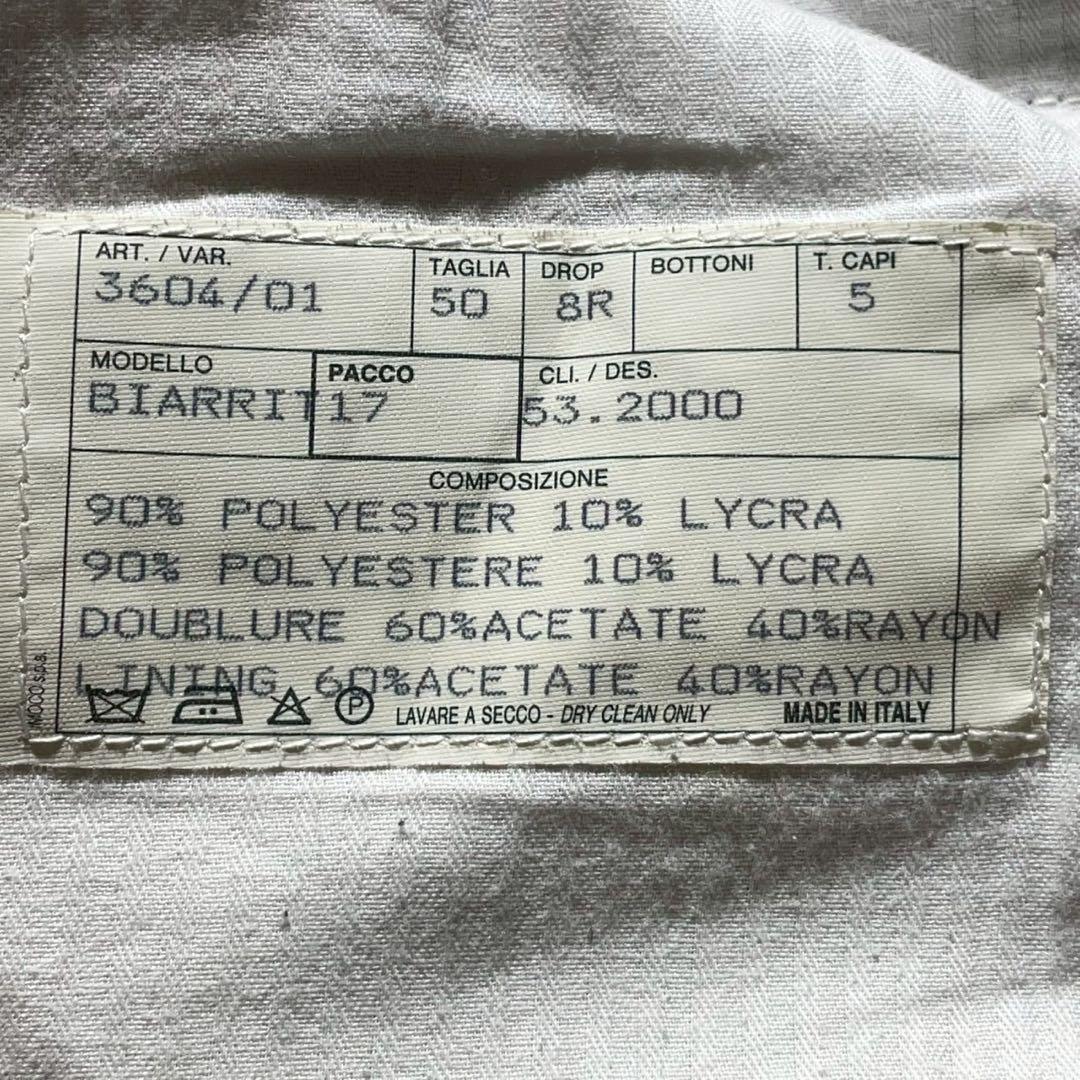 ART. / VAR. TAGLIA DROP BOTTONI T. CAPI
3604/01 50 8R 5
MODELLO PACCO CLI. / DES.
BIARRIT 17 53.2000
COMPOSIZIONE
90% POLYESTER 10% LYCRA
90% POLYESTERE 10% LYCRA
DOUBLURE 60%ACETATE 40%RAYON
LINING 60%ACETATE 40%RAYON
P LAVARE A SECCO - DRY CLEAN ONLY MADE IN ITALY
s.p.a.